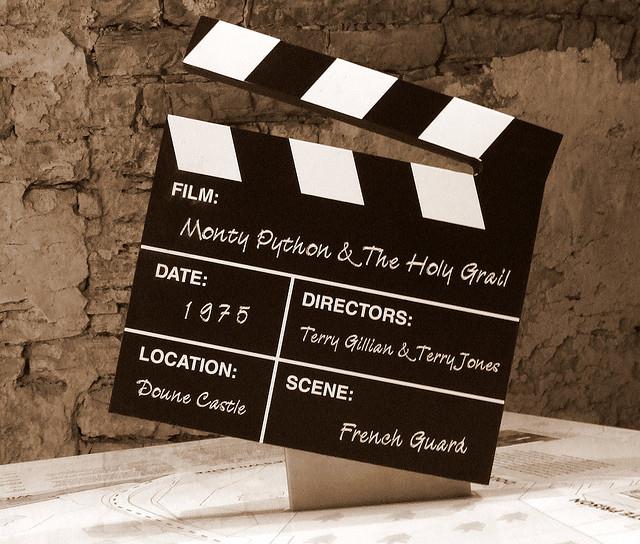 FILM:
Monty Python & The Holy Grail
DATE:
1975
DIRECTORS:
Terry Gillian & Terry Jones
LOCATION:
Doune Castle
SCENE:
French Guard